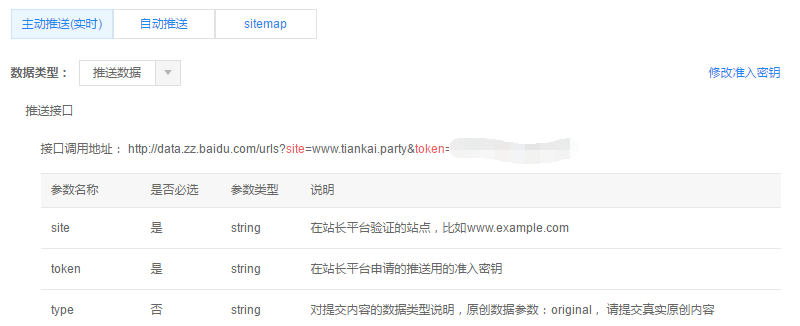 主动推送(实时) 自动推送 sitemap
数据类型： 推送数据 修改准入密钥
推送接口
接口调用地址： http://data.zz.baidu.com/urls?site=www.tiankai.party&token=
参数名称 是否必选 参数类型 说明
site 是 string 在站长平台验证的站点，比如www.example.com
token 是 string 在站长平台申请的推送用的准入密钥
type 否 string 对提交内容的数据类型说明，原创数据参数：original， 请提交真实原创内容